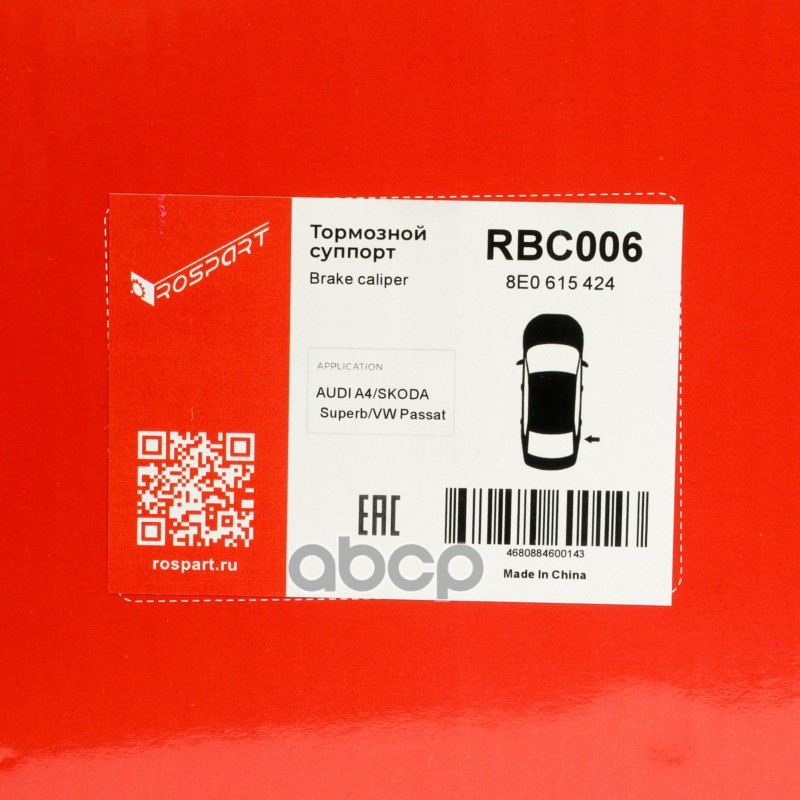 ROSPART
Тормозной
суппорт
Brake caliper
RBC006
8E0 615 424
APPLICATION
AUDI A4/SKODA
Superb/VW Passat
EAC
4680884600143
Made In China
rospart.ru
abcp